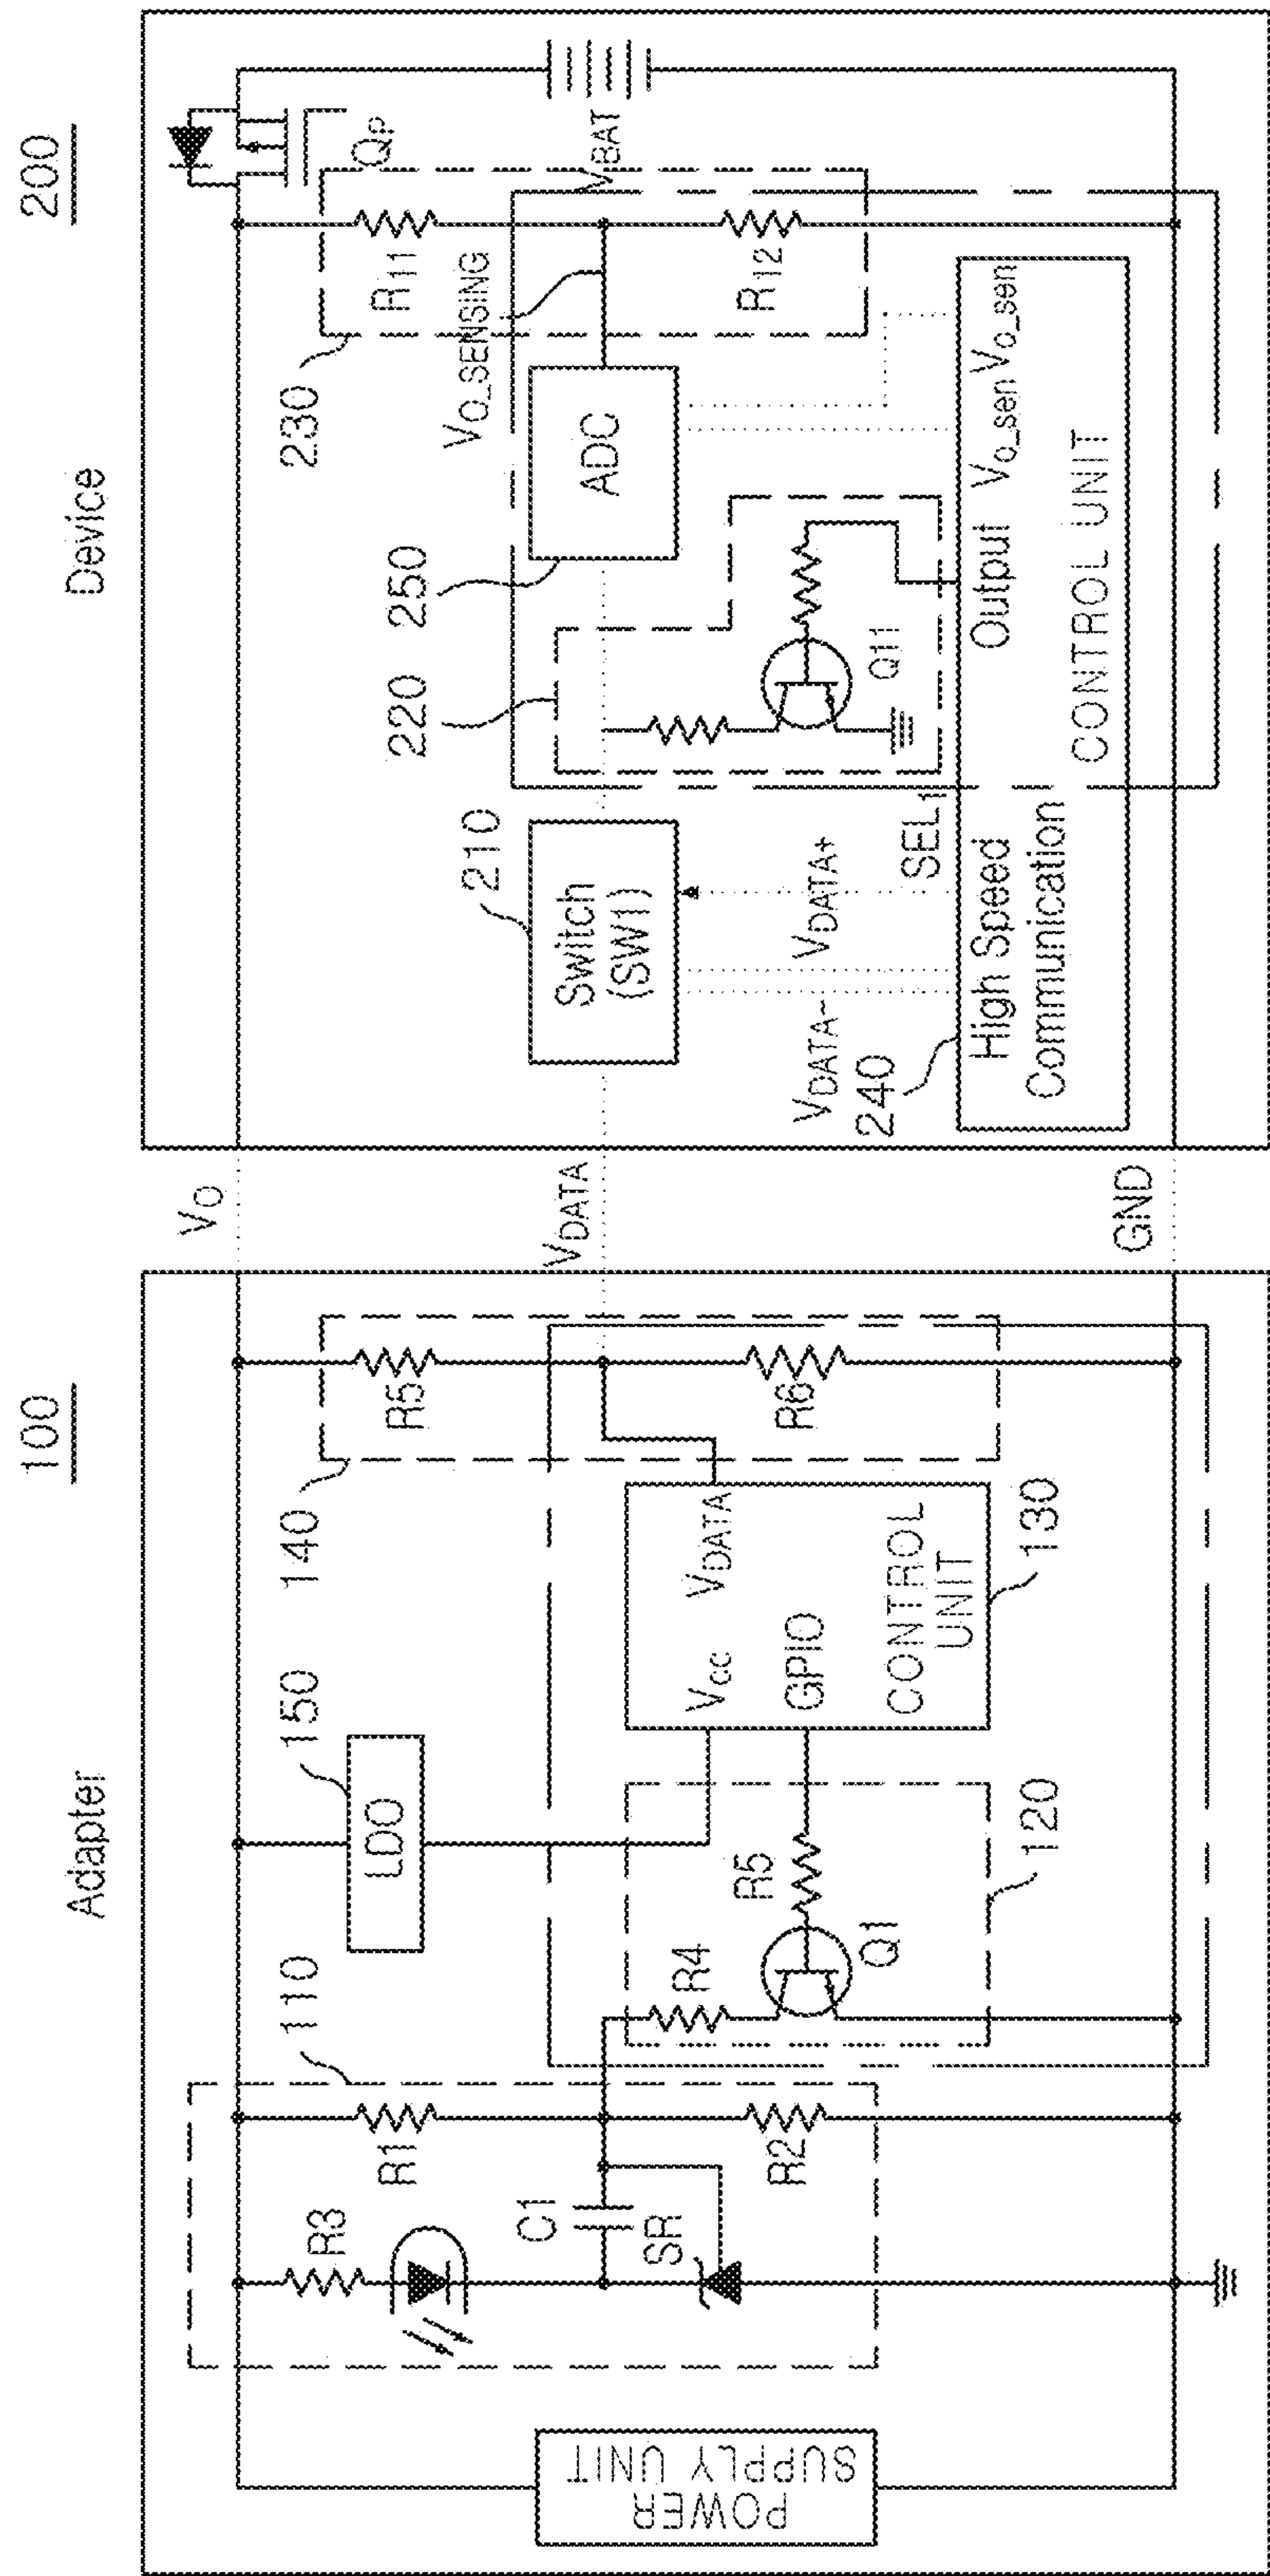 Adapter
100
Device
200
POWER
SUPPLY UNIT
110
R3
R1
C1
SR
R2
150
LDO
R4
R5
Q1
120
VCC
VDATA
GPIO
CONTROL
UNIT
130
140
R5
R6
VO
VDATA
GND
210
Switch
(SW1)
VDATA-
VDATA+
SEL1
240
High Speed
Communication
Output
VO_sen
VO_sen
CONTROL UNIT
220
250
Q11
ADC
230
VO_SENSING
R11
R12
QP
VBAT